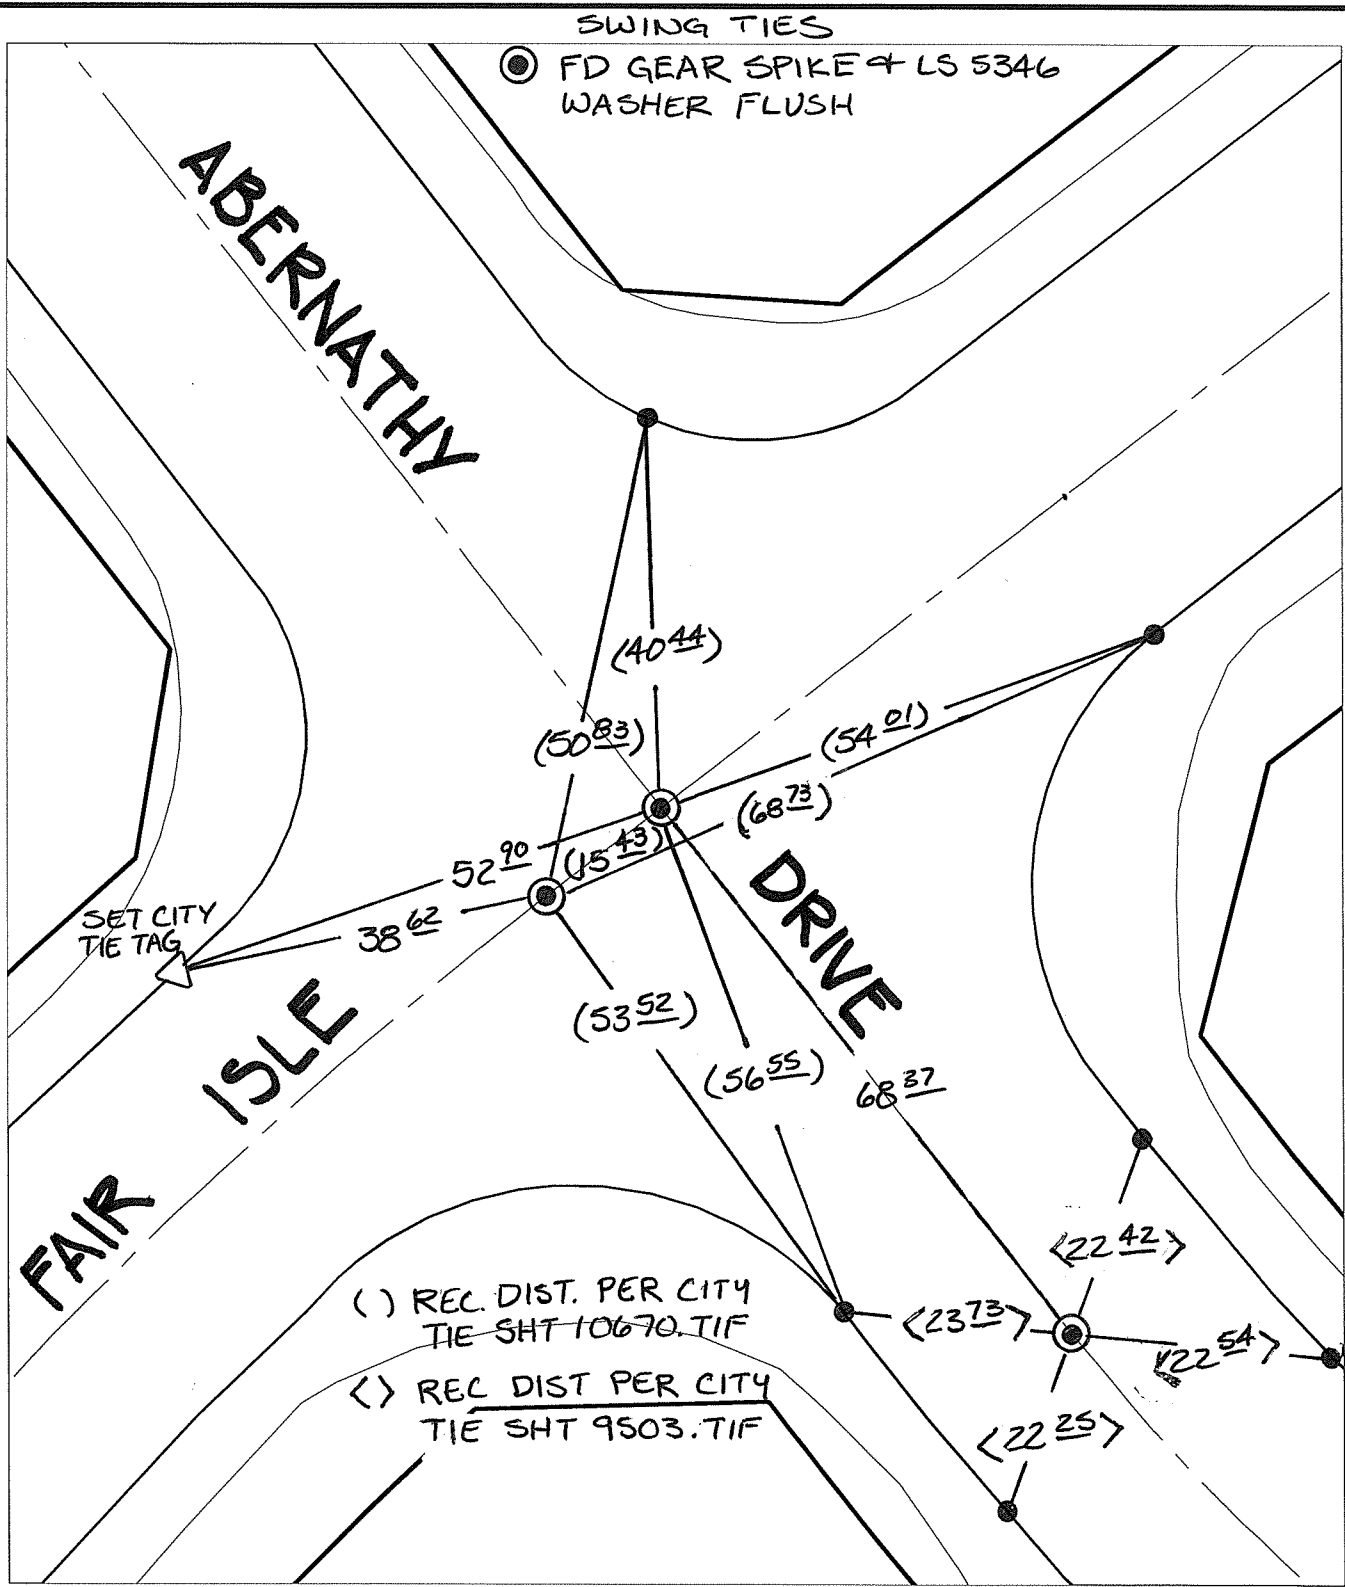 SWING TIES
FD GEAR SPIKE & LS 5346
WASHER FLUSH
ABERNATHY
(40 44)
(50 83)
(54 01)
(68 73)
(15 43)
52 90
38 62
SET CITY
TIE TAG
DRIVE
(53 52)
(56 55)
68 37
FAIR ISLE
<22 42>
<23 73>
<22 54>
<22 25>
( ) REC. DIST. PER CITY
TIE SHT 10670.TIF
<> REC DIST PER CITY
TIE SHT 9503.TIF